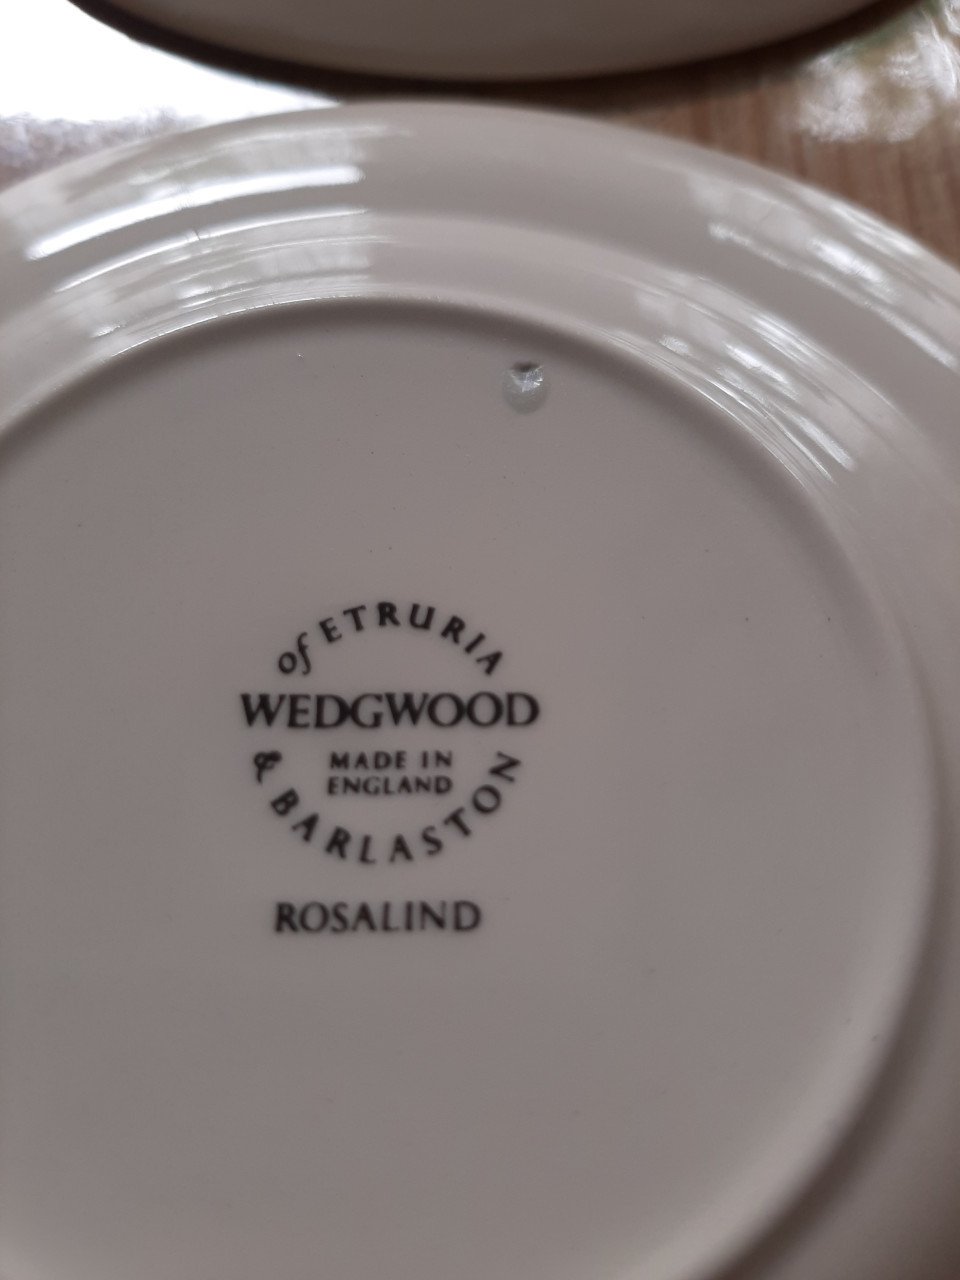 of ETRURIA
WEDGWOOD
MADE IN
ENGLAND
& BARLASTON
ROSALIND